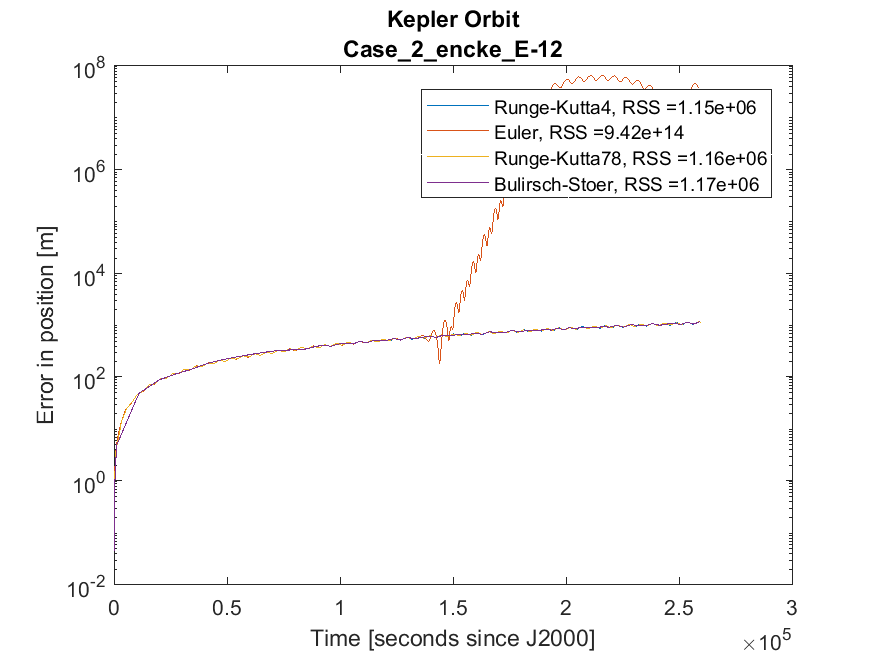 Kepler Orbit
Case_2_encke_E-12
10^8
10^6
10^4
10^2
10^0
10^-2
Error in position [m]
Runge-Kutta4, RSS =1.15e+06
Euler, RSS =9.42e+14
Runge-Kutta78, RSS =1.16e+06
Bulirsch-Stoer, RSS =1.17e+06
0 0.5 1 1.5 2 2.5 3
Time [seconds since J2000]
×10^5